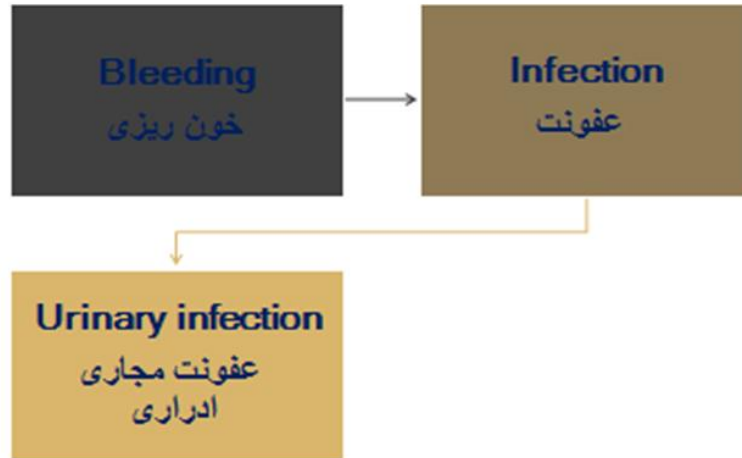 Bleeding
خون ریزی
Infection
عفونت
Urinary infection
عفونت مجاری
ادراری